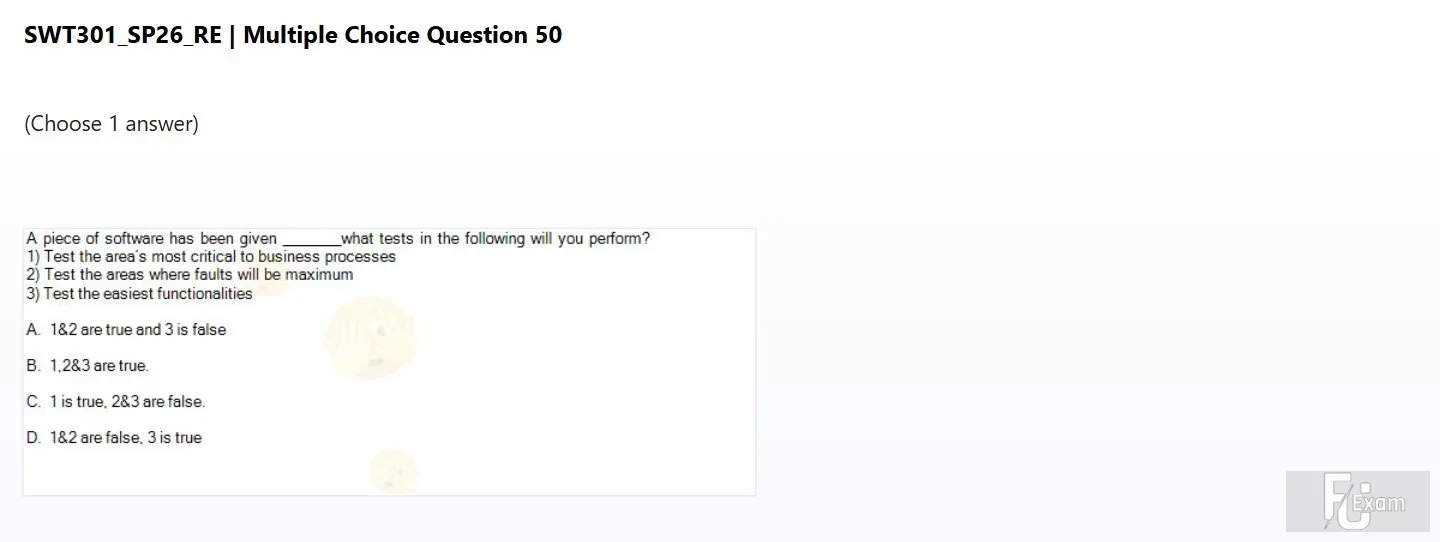 SWT301_SP26_RE | Multiple Choice Question 50
(Choose 1 answer)
A piece of software has been given ______what tests in the following will you perform?
1) Test the area's most critical to business processes
2) Test the areas where faults will be maximum
3) Test the easiest functionalities
A. 1&2 are true and 3 is false
B. 1,2&3 are true.
C. 1 is true, 2&3 are false.
D. 1&2 are false, 3 is true
FU Exam